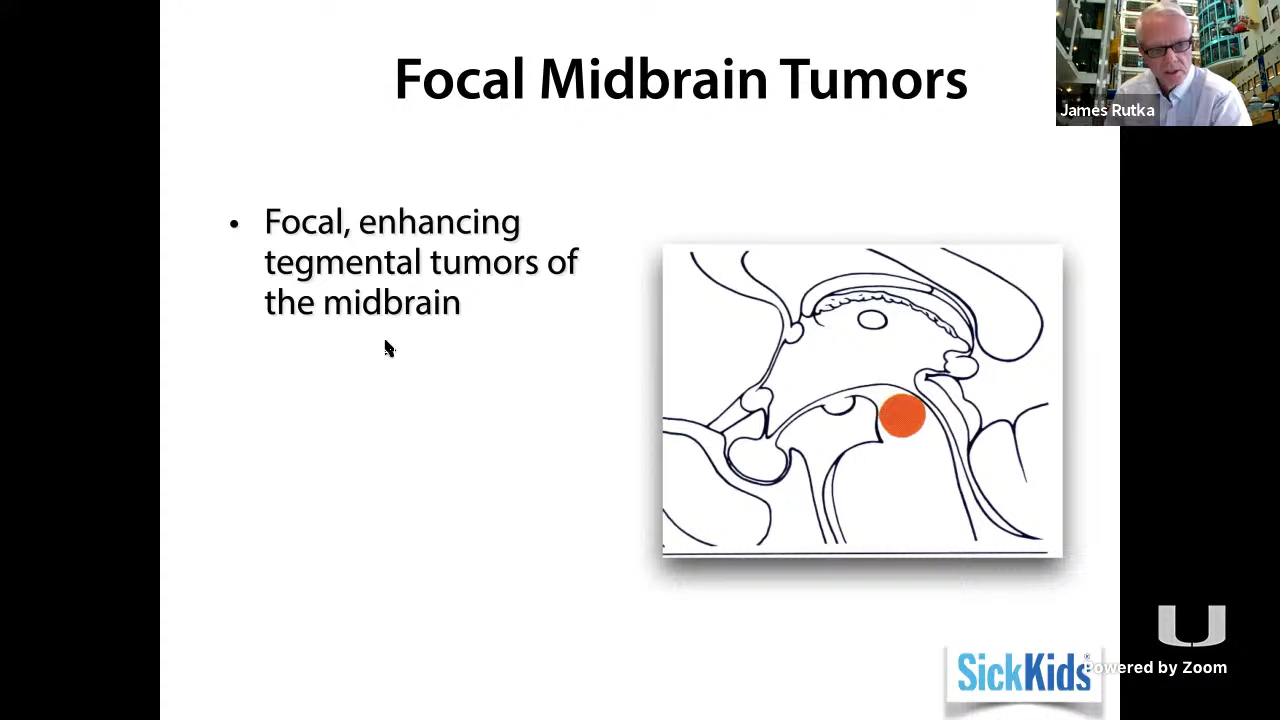 Focal Midbrain Tumors
James Rutka
• Focal, enhancing
tegmental tumors of
the midbrain
U
SickKids®
Powered by Zoom